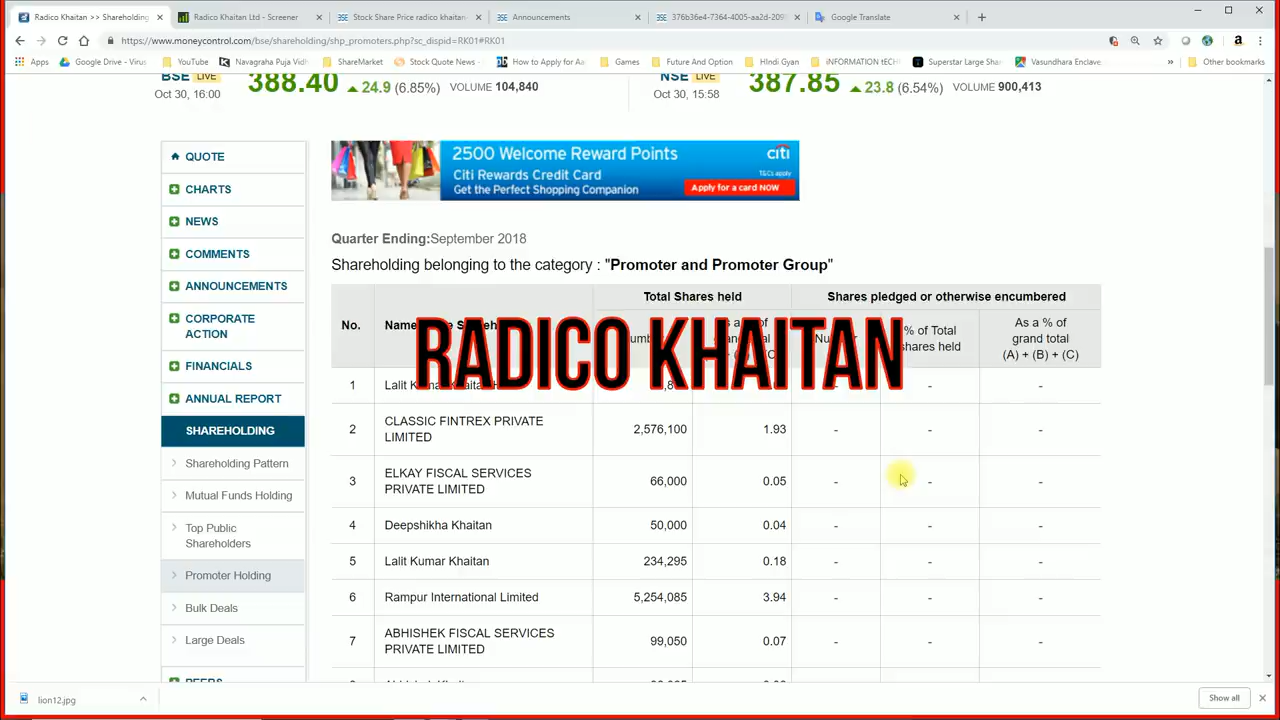 Radico Khaitan >> Shareholding
Radico Khaitan Ltd - Screener
Stock Share Price radico khaitan
Announcements
376b36e4-7364-4005-aa2d-209
Google Translate
https://www.moneycontrol.com/bse/shareholding/shp_promoters.php?sc_dispid=RK01#RK01
Apps
Google Drive - Virus
YouTube
Navagraha Puja Vidh
ShareMarket
Stock Quote News -
How to Apply for Aa
Games
Future And Option
HIndi Geography
iNFORMATION tECH
Superstar Large Shar
Vasundhara Enclave
»
Other bookmarks
BSE LIVE
Oct 30, 16:00
388.40
24.9 (6.85%)
VOLUME 104,840
NSE LIVE
Oct 30, 15:58
387.85
23.8 (6.54%)
VOLUME 900,413
QUOTE
CHARTS
NEWS
COMMENTS
ANNOUNCEMENTS
CORPORATE
ACTION
FINANCIALS
ANNUAL REPORT
SHAREHOLDING
Shareholding Pattern
Mutual Funds Holding
Top Public
Shareholders
Promoter Holding
Bulk Deals
Large Deals
PEERS
2500 Welcome Reward Points
Citi Rewards Credit Card
Get the Perfect Shopping Companion
citi
T&Cs apply
Apply for a card NOW
Quarter Ending:September 2018
Shareholding belonging to the category : "Promoter and Promoter Group"
Total Shares held
Shares pledged or otherwise encumbered
No.
% of Total
shares held
As a % of
grand total
(A) + (B) + (C)
RADICO KHAITAN
1 - - -
2 CLASSIC FINTREX PRIVATE
LIMITED 2,576,100 1.93 - - -
3 ELKAY FISCAL SERVICES
PRIVATE LIMITED 66,000 0.05 - - -
4 Deepshikha Khaitan 50,000 0.04 - - -
5 Lalit Kumar Khaitan 234,295 0.18 - - -
6 Rampur International Limited 5,254,085 3.94 - - -
7 ABHISHEK FISCAL SERVICES
PRIVATE LIMITED 99,050 0.07 - - -
lion12.jpg
Show all